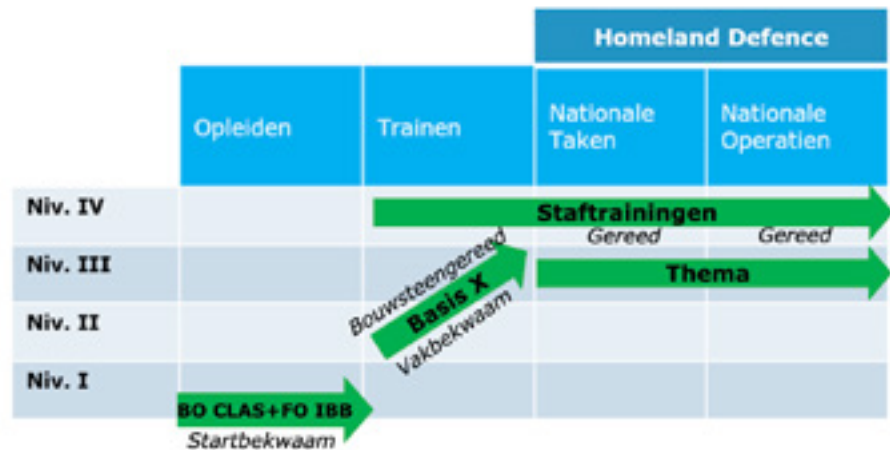 Homeland Defence
Opleiden
Trainen
Nationale
Taken
Nationale
Operatien
Niv. IV
Staftrainingen
Gereed
Gereed
Niv. III
Thema
Bouwsteengereed
Basis X
Vakbekwaam
Niv. II
Niv. I
BO CLAS+FO IBB
Startbekwaam